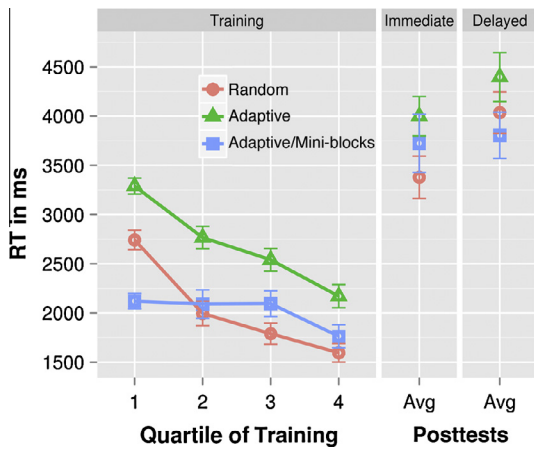 Training Immediate Delayed
4500
4000
3500
3000
2500
2000
1500
RT in ms
Random
Adaptive
Adaptive/Mini-blocks
1 2 3 4 Avg Avg
Quartile of Training Posttests